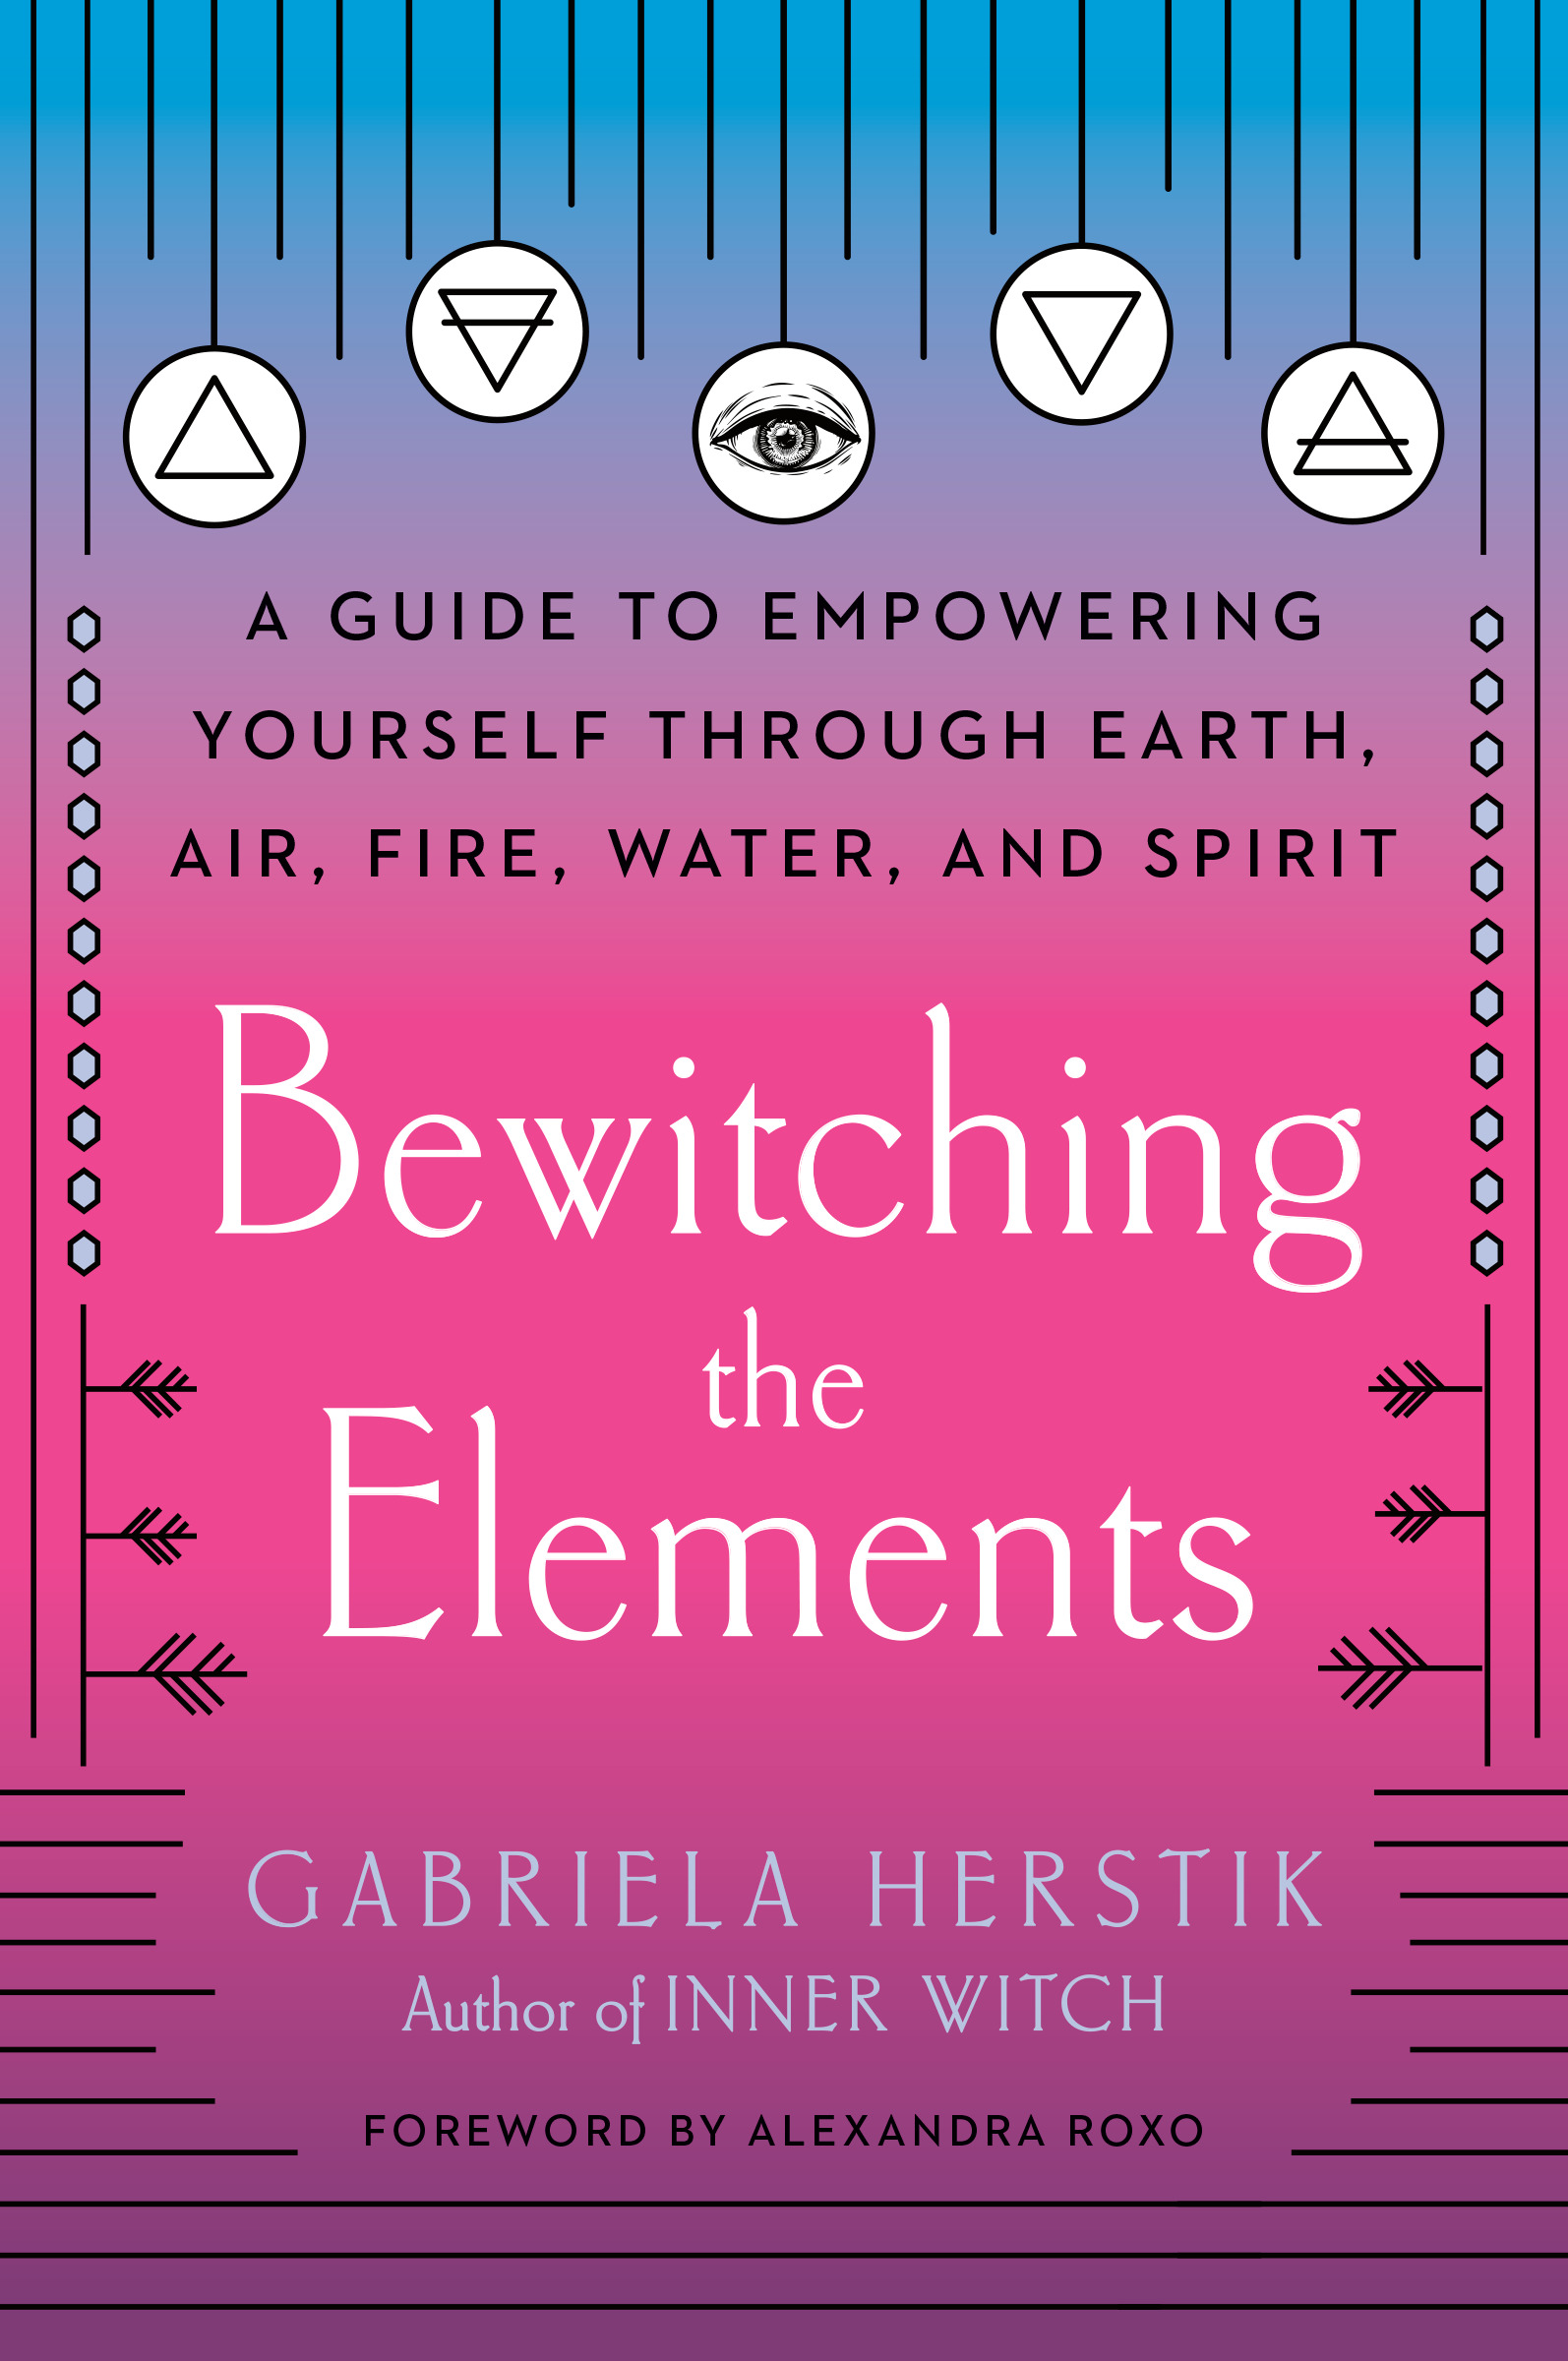 A GUIDE TO EMPOWERING
YOURSELF THROUGH EARTH,
AIR, FIRE, WATER, AND SPIRIT
Bewitching
the
Elements
GABRIELA HERSTIK
Author of INNER WITCH
FOREWORD BY ALEXANDRA ROXO